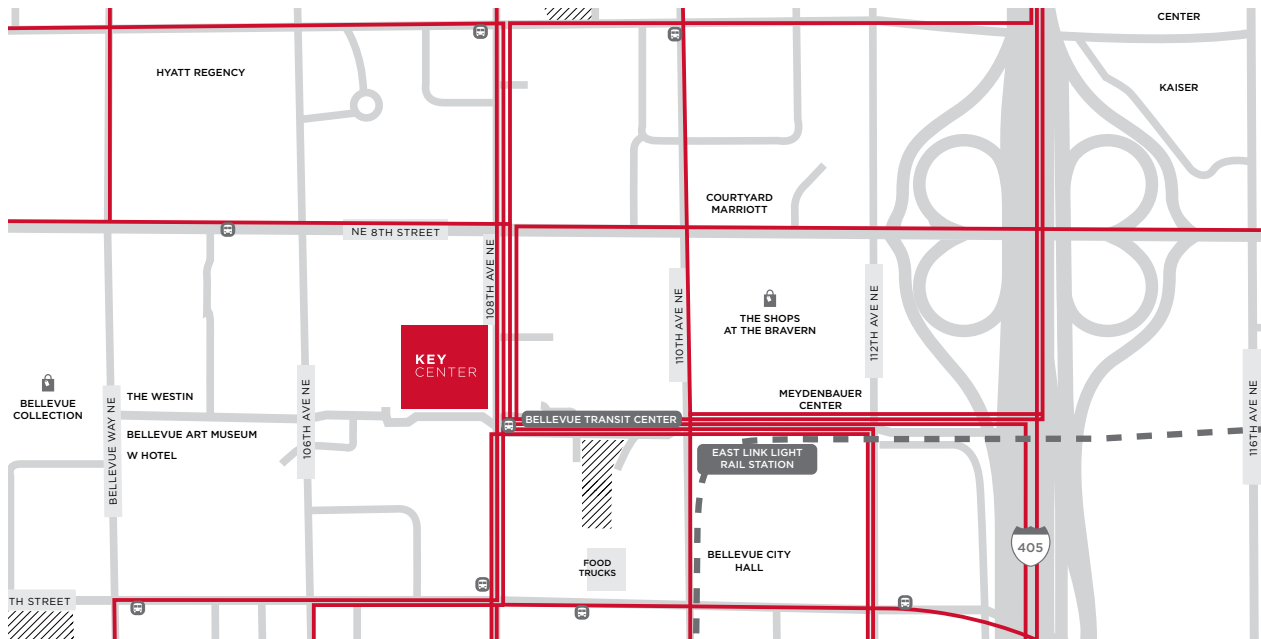 CENTER
HYATT REGENCY
KAISER
COURTYARD
MARRIOTT
NE 8TH STREET
108TH AVE NE
110TH AVE NE
112TH AVE NE
THE SHOPS
AT THE BRAVERN
KEY
CENTER
BELLEVUE
COLLECTION
BELLEVUE WAY NE
THE WESTIN
106TH AVE NE
MEYDENBAUER
CENTER
116TH AVE NE
BELLEVUE TRANSIT CENTER
BELLEVUE ART MUSEUM
W HOTEL
EAST LINK LIGHT
RAIL STATION
405
FOOD
TRUCKS
BELLEVUE CITY
HALL
TH STREET